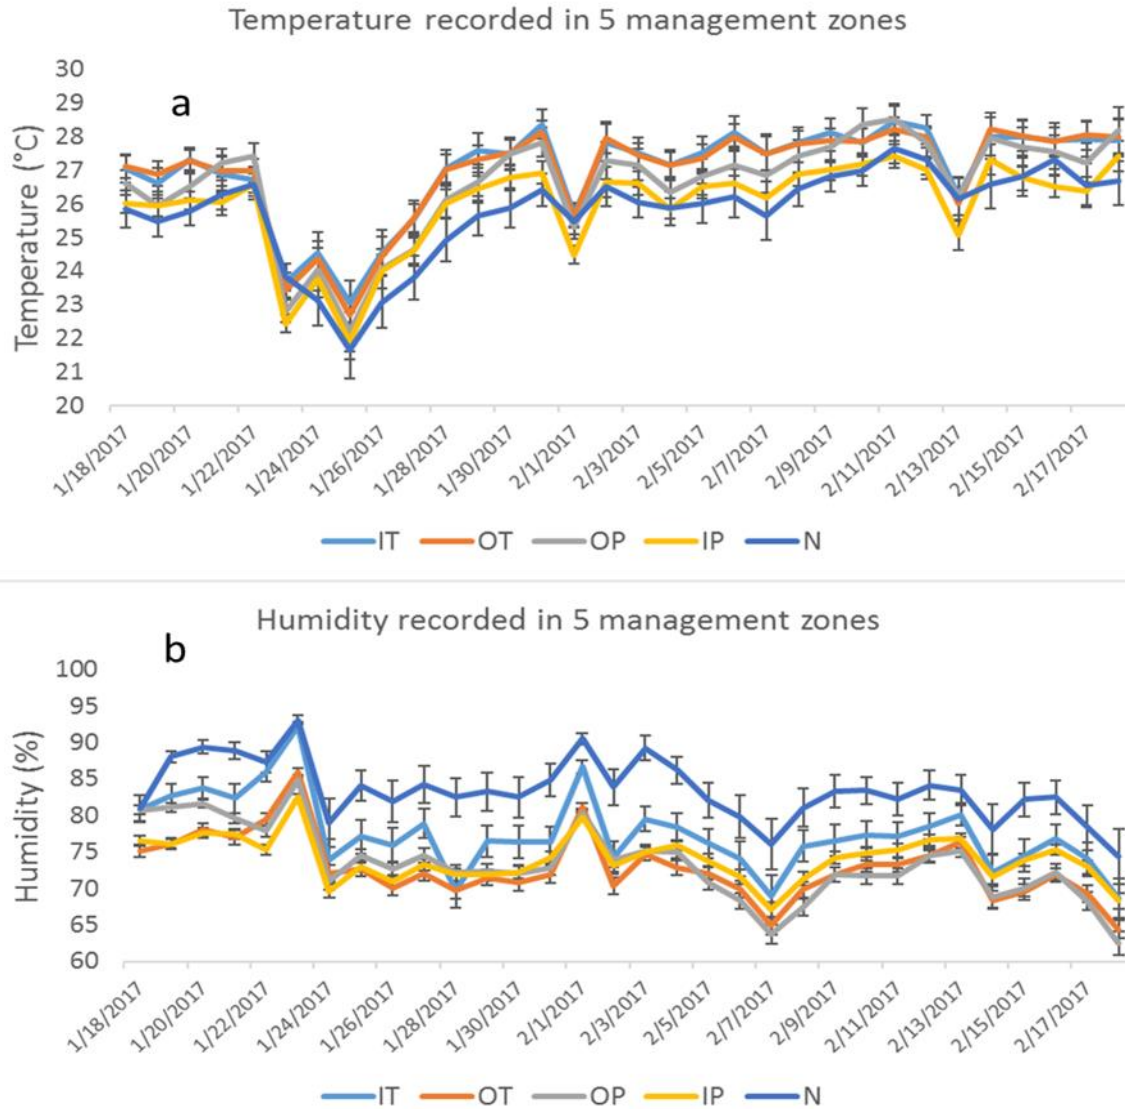 Temperature recorded in 5 management zones
a
Temperature (°C)
30
29
28
27
26
25
24
23
22
21
20
1/18/2017 1/20/2017 1/22/2017 1/24/2017 1/26/2017 1/28/2017 1/30/2017 2/1/2017 2/3/2017 2/5/2017 2/7/2017 2/9/2017 2/11/2017 2/13/2017 2/15/2017 2/17/2017
IT OT OP IP N
Humidity recorded in 5 management zones
b
Humidity (%)
100
95
90
85
80
75
70
65
60
1/18/2017 1/20/2017 1/22/2017 1/24/2017 1/26/2017 1/28/2017 1/30/2017 2/1/2017 2/3/2017 2/5/2017 2/7/2017 2/9/2017 2/11/2017 2/13/2017 2/15/2017 2/17/2017
IT OT OP IP N